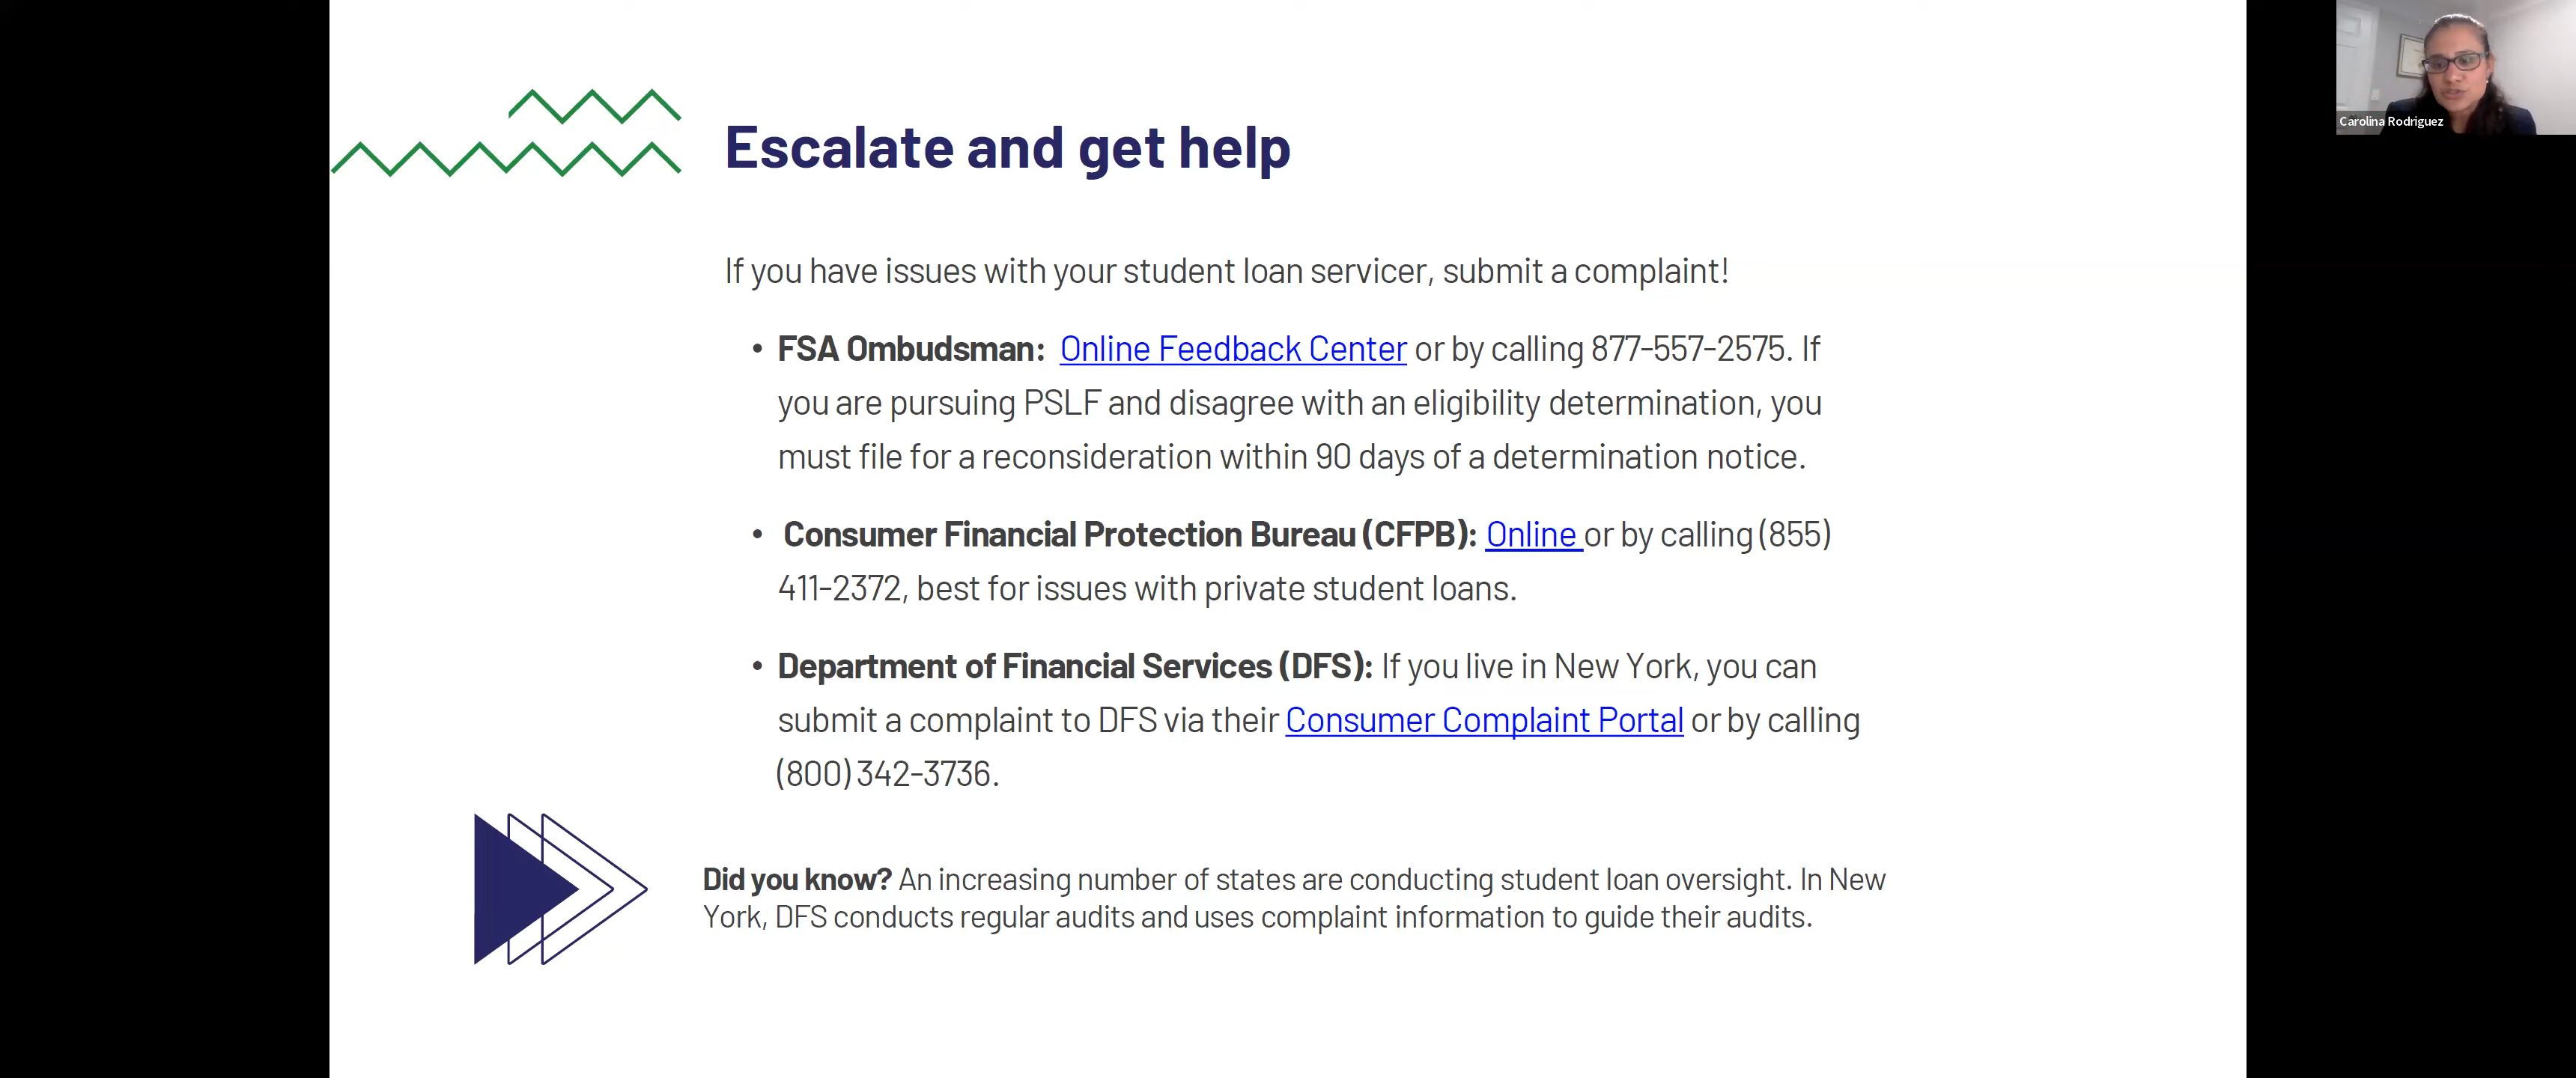 Escalate and get help
Carolina Rodriguez
If you have issues with your student loan servicer, submit a complaint!
• FSA Ombudsman: Online Feedback Center or by calling 877-557-2575. If
you are pursuing PSLF and disagree with an eligibility determination, you
must file for a reconsideration within 90 days of a determination notice.
• Consumer Financial Protection Bureau (CFPB): Online or by calling (855)
411-2372, best for issues with private student loans.
• Department of Financial Services (DFS): If you live in New York, you can
submit a complaint to DFS via their Consumer Complaint Portal or by calling
(800) 342-3736.
Did you know? An increasing number of states are conducting student loan oversight. In New
York, DFS conducts regular audits and uses complaint information to guide their audits.